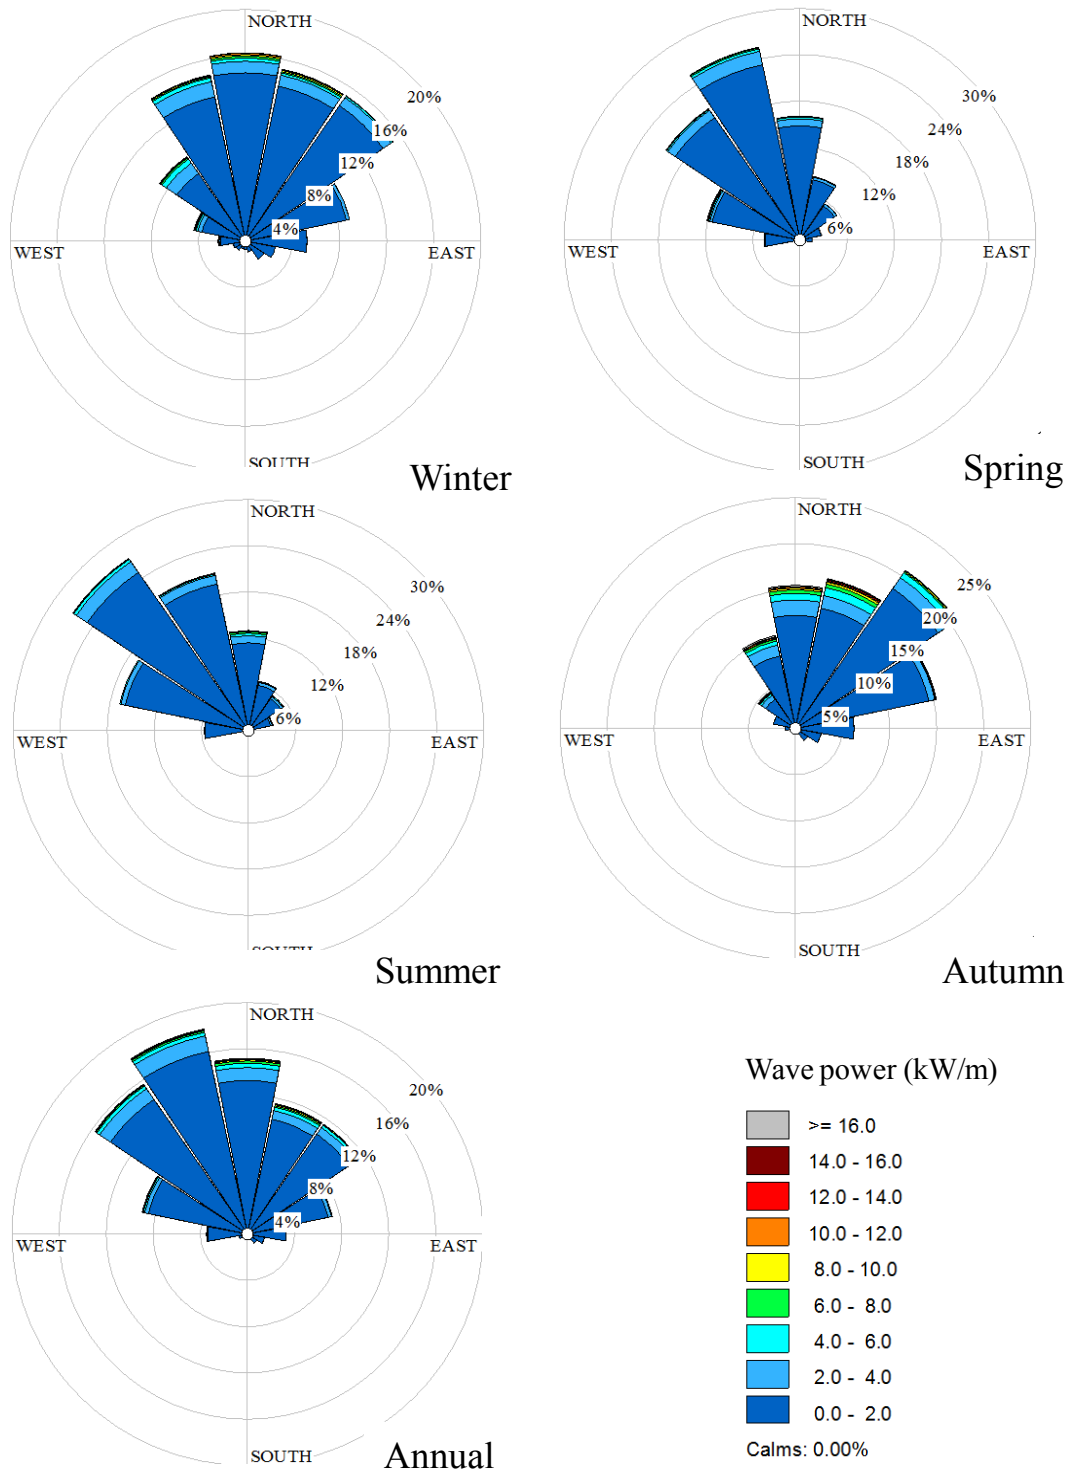 NORTH
20%
16%
12%
8%
4%
WEST
EAST
SOUTH
Winter
NORTH
30%
24%
18%
12%
6%
WEST
EAST
SOUTH
Spring
NORTH
30%
24%
18%
12%
6%
WEST
EAST
SOUTH
Summer
NORTH
25%
20%
15%
10%
5%
WEST
EAST
SOUTH
Autumn
NORTH
20%
16%
12%
8%
4%
WEST
EAST
SOUTH
Annual
Wave power (kW/m)
>= 16.0
14.0 - 16.0
12.0 - 14.0
10.0 - 12.0
8.0 - 10.0
6.0 - 8.0
4.0 - 6.0
2.0 - 4.0
0.0 - 2.0
Calms: 0.00%